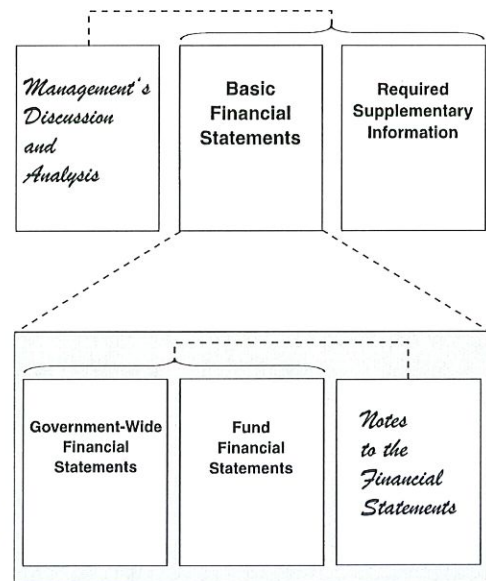 Management's
Discussion
and
Analysis
Basic
Financial
Statements
Required
Supplementary
Information
Government-Wide
Financial
Statements
Fund
Financial
Statements
Notes
to the
Financial
Statements